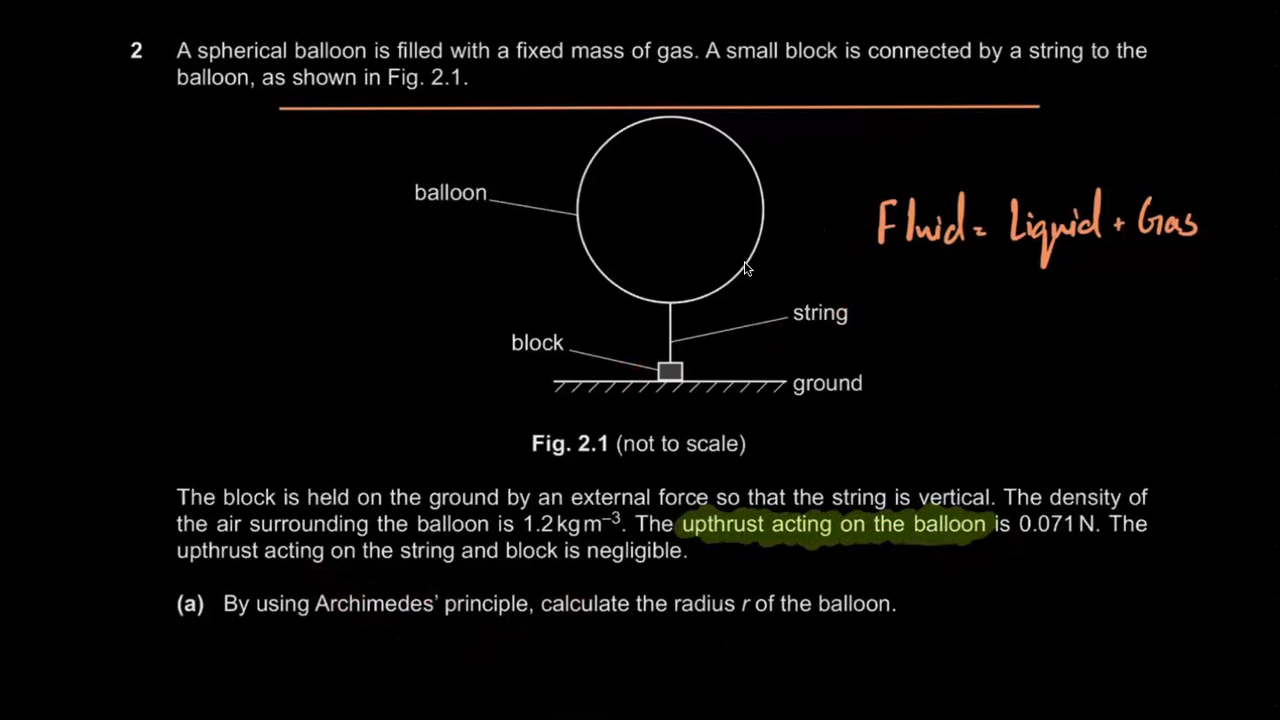 2 A spherical balloon is filled with a fixed mass of gas. A small block is connected by a string to the
balloon, as shown in Fig. 2.1.
balloon
Fluid = Liquid + Gas
string
block
ground
Fig. 2.1 (not to scale)
The block is held on the ground by an external force so that the string is vertical. The density of
the air surrounding the balloon is 1.2 kg m⁻³. The upthrust acting on the balloon is 0.071 N. The
upthrust acting on the string and block is negligible.
(a) By using Archimedes’ principle, calculate the radius r of the balloon.